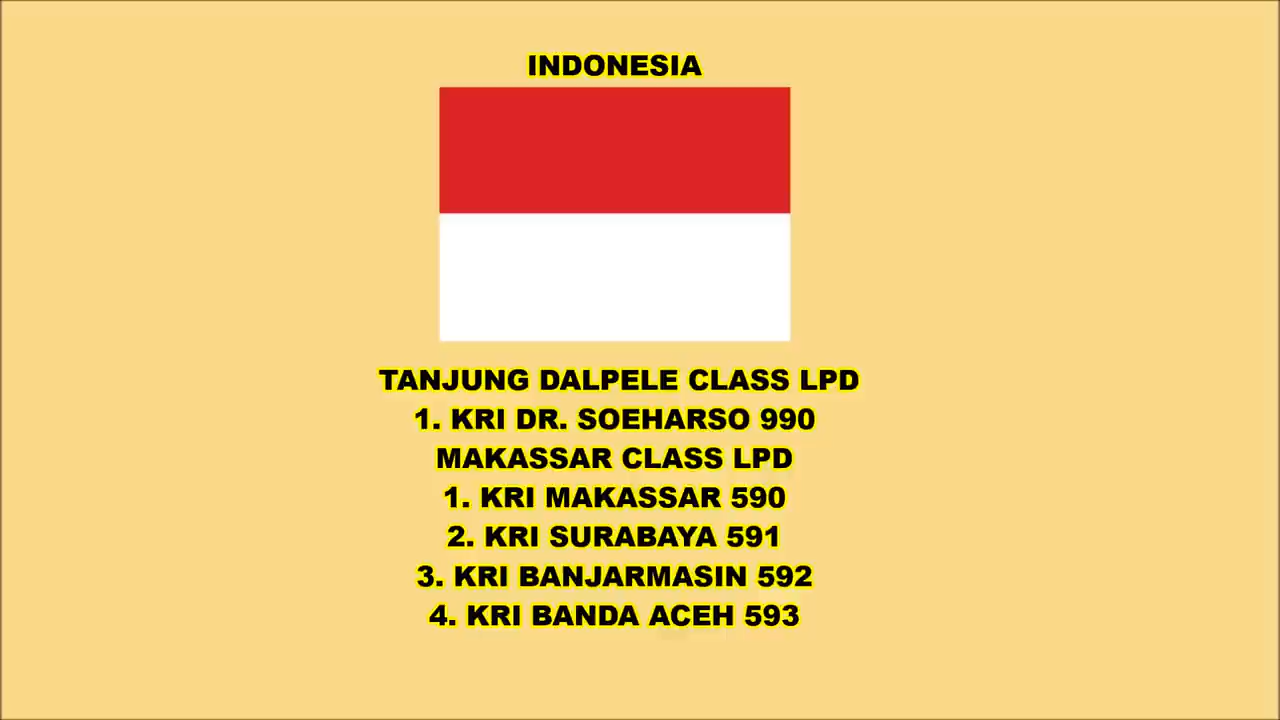 INDONESIA
TANJUNG DALPELE CLASS LPD
1. KRI DR. SOEHARSO 990
MAKASSAR CLASS LPD
1. KRI MAKASSAR 590
2. KRI SURABAYA 591
3. KRI BANJARMASIN 592
4. KRI BANDA ACEH 593